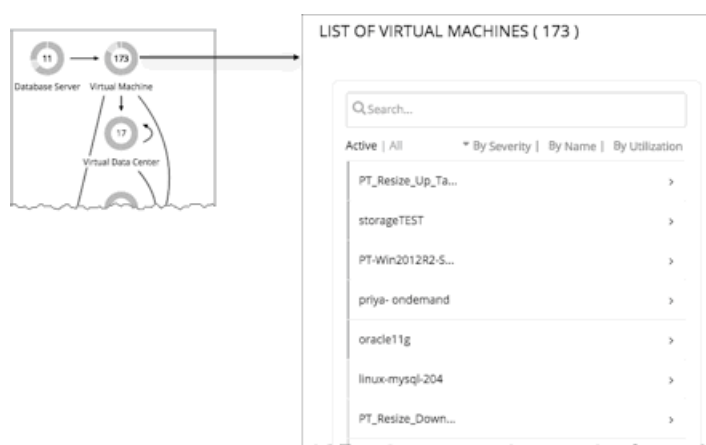 11
173
Database Server
Virtual Machine
17
Virtual Data Center
LIST OF VIRTUAL MACHINES ( 173 )
Search...
Active | All
By Severity | By Name | By Utilization
PT_Resize_Up_Ta...
storageTEST
PT-Win2012R2-S...
priya- ondemand
oracle11g
linux-mysql-204
PT_Resize_Down...